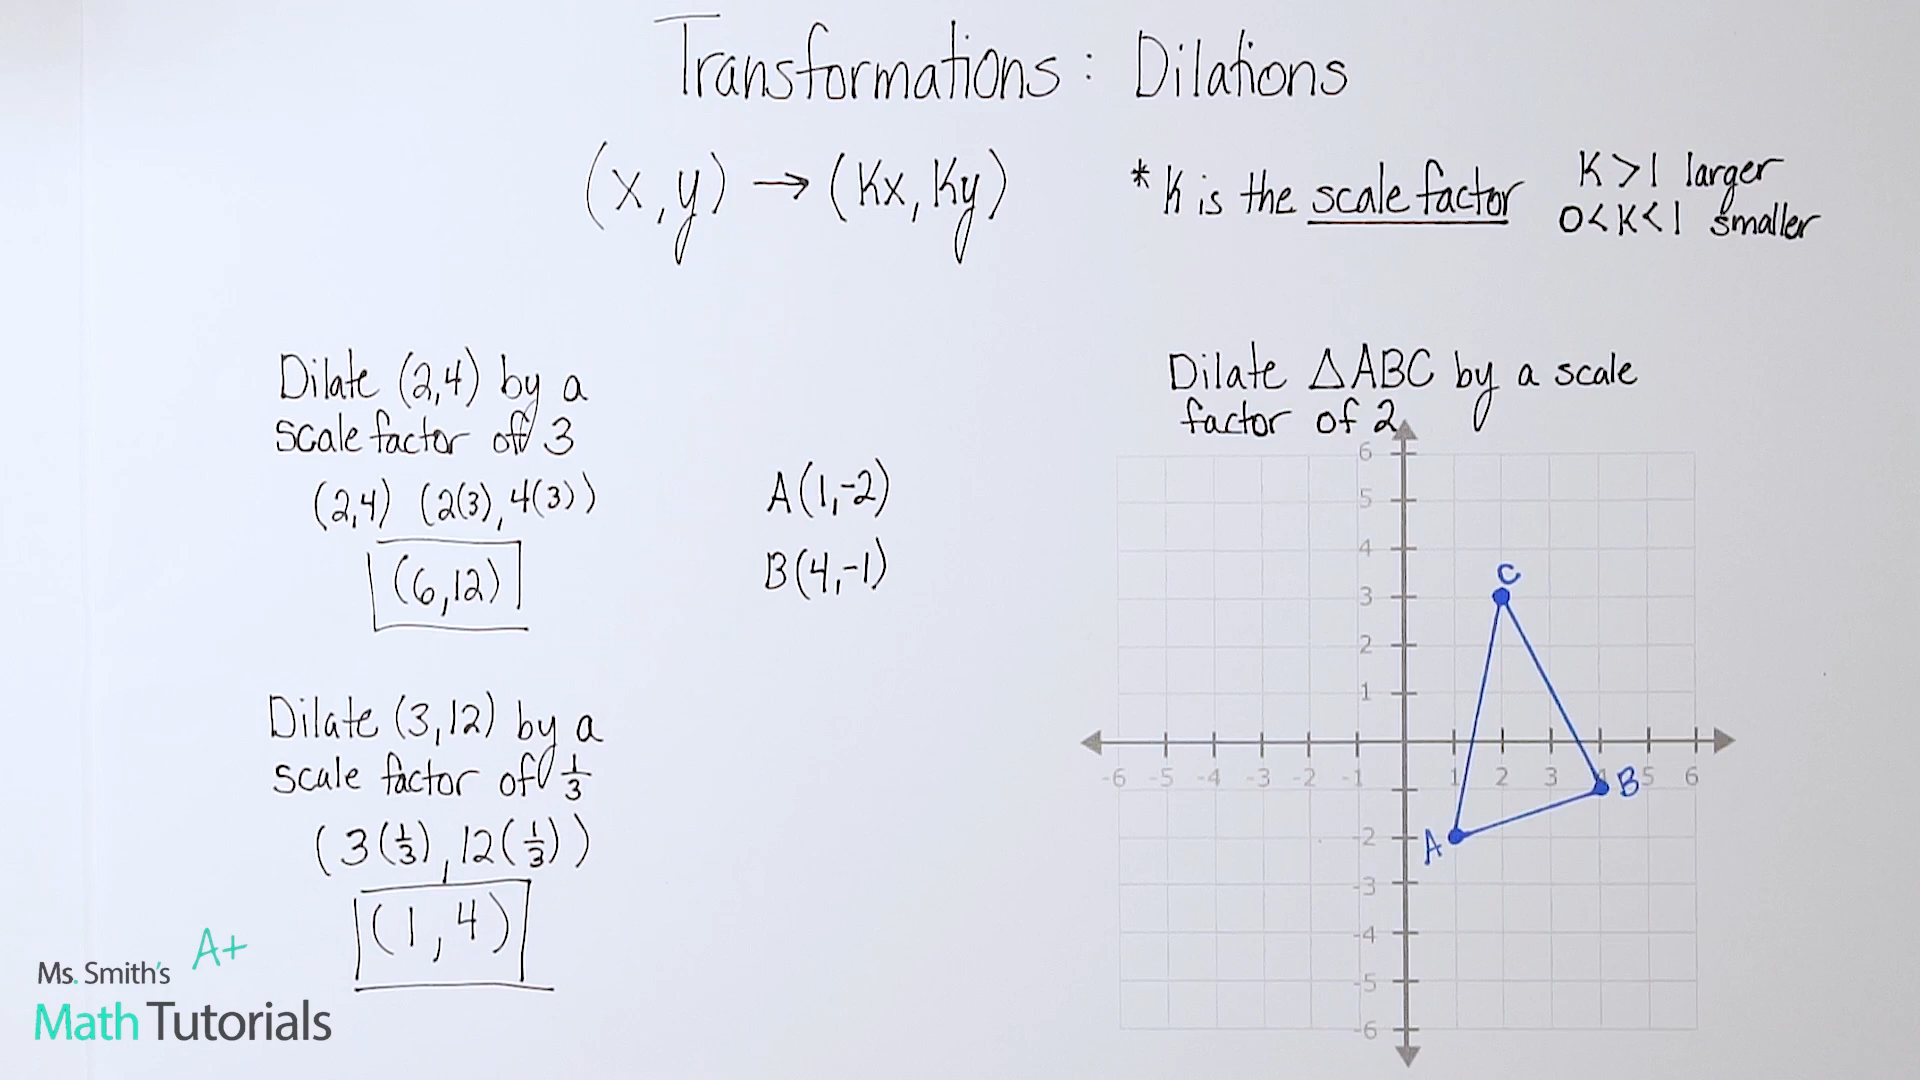 Transformations: Dilations
(x,y) → (Kx, Ky)
* K is the scale factor
K > 1 larger
0 < K < 1 smaller
Dilate (2,4) by a
scale factor of 3
(2,4) (2(3), 4(3))
(6,12)
Dilate (3,12) by a
scale factor of 1/3
(3(1/3), 12(1/3))
(1, 4)
A(1,-2)
B(4,-1)
Dilate △ABC by a scale
factor of 2
6
5
4
3
2
1
-6 -5 -4 -3 -2 -1 1 2 3 4 5 6
-2
-3
-4
-5
-6
C
B
A
A+
Ms. Smith's
Math Tutorials